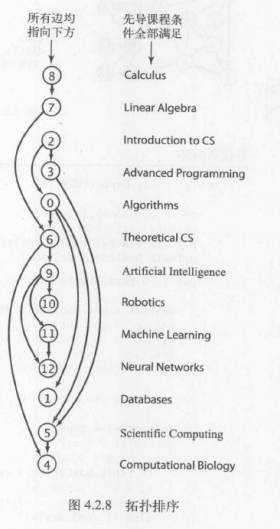 所有边均
指向下方
先导课程条
件全部满足
8 Calculus
7 Linear Algebra
2 Introduction to CS
3 Advanced Programming
0 Algorithms
6 Theoretical CS
9 Artificial Intelligence
10 Robotics
11 Machine Learning
12 Neural Networks
1 Databases
5 Scientific Computing
4 Computational Biology
图 4.2.8 拓扑排序